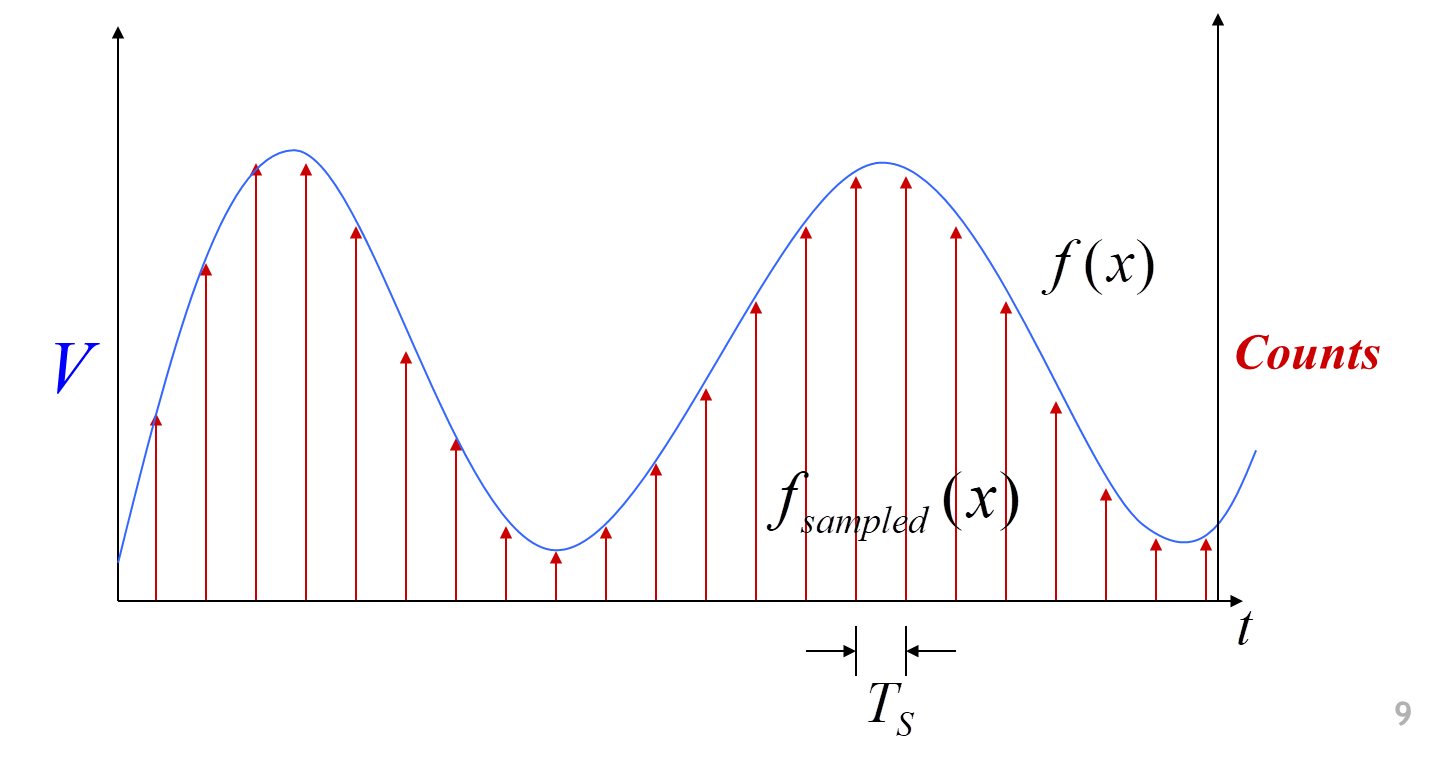 f(x)
V
Counts
f_sampled(x)
t
T_S
9